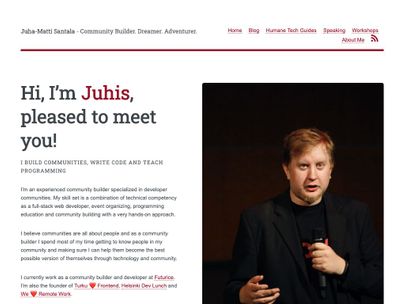 Juha-Matti Santala - Community Builder. Dreamer. Adventurer.
Home Blog Humane Tech Guides Speaking Workshops
About Me
Hi, I'm Juhis,
pleased to meet
you!
I BUILD COMMUNITIES, WRITE CODE AND TEACH
PROGRAMMING
I'm an experienced community builder specialized in developer
communities. My skill set is a combination of technical competency
as a full-stack web developer, event organizing, programming
education and community building with a very hands-on approach.
I believe communities are all about people and as a community
builder I spend most of my time getting to know people in my
community and making sure I can help them become the best
possible version of themselves through technology and community.
I currently work as a community builder and developer at Futurice.
I'm also the founder of Turku ❤️ Frontend, Helsinki Dev Lunch and
We ❤️ Remote Work.